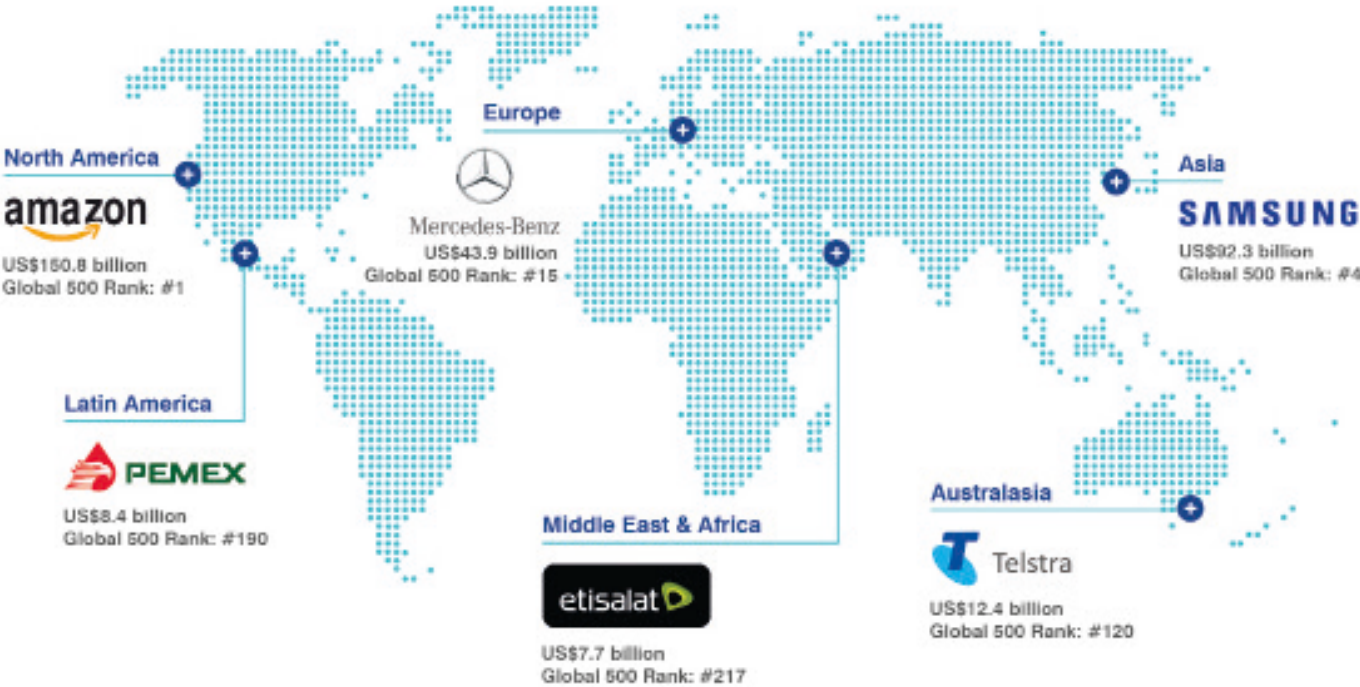 Europe
Mercedes-Benz
US$43.9 billion
Global 500 Rank: #15
North America
amazon
US$150.8 billion
Global 500 Rank: #1
Asia
SAMSUNG
US$92.3 billion
Global 500 Rank: #4
Latin America
PEMEX
US$8.4 billion
Global 500 Rank: #190
Middle East & Africa
etisalat
US$7.7 billion
Global 500 Rank: #217
Australasia
Telstra
US$12.4 billion
Global 500 Rank: #120